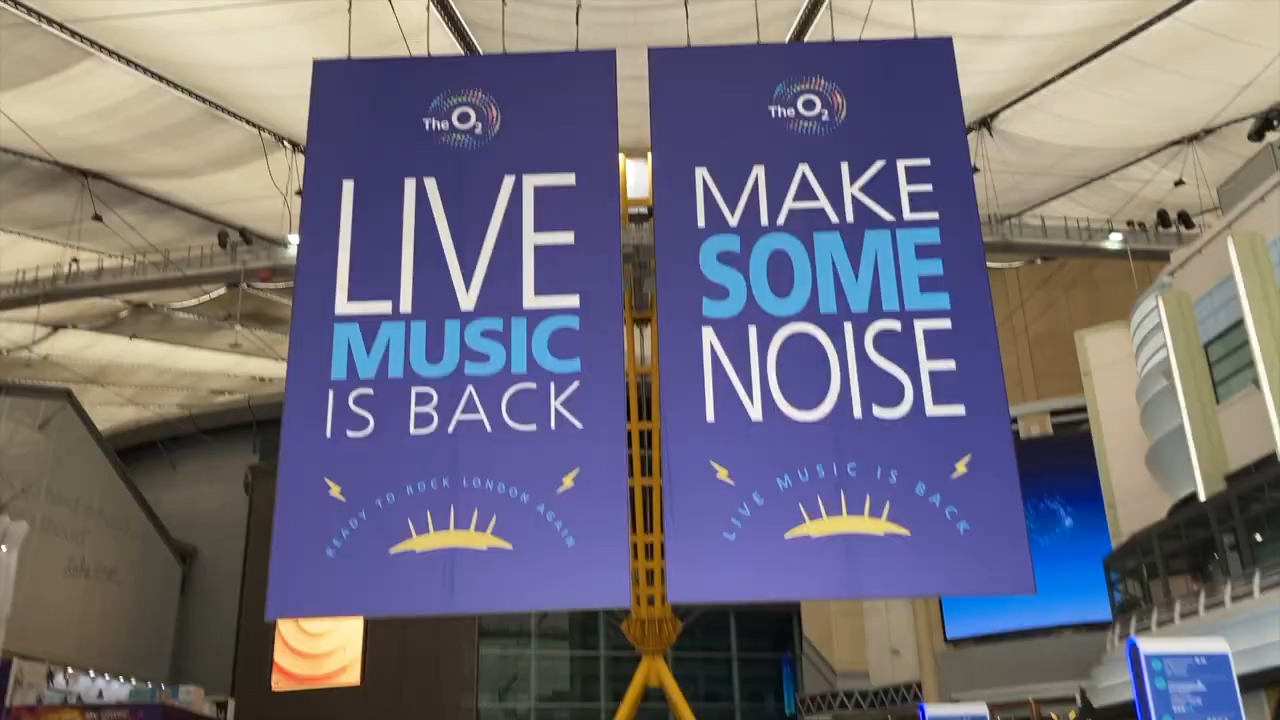 The O2
LIVE
MUSIC
IS BACK
READY TO ROCK LONDON AGAIN
The O2
MAKE
SOME
NOISE
LIVE MUSIC IS BACK